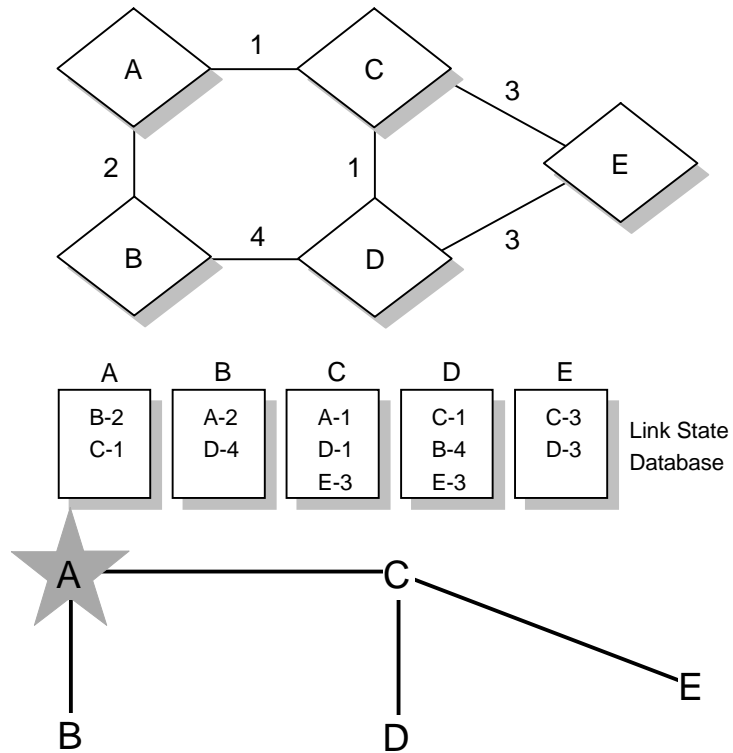 A 1 C
3
2 1 E
B 4 D 3
A B C D E
B-2 A-2 A-1 C-1 C-3
C-1 D-4 D-1 B-4 D-3
E-3 E-3
Link State
Database
A C
E
B D